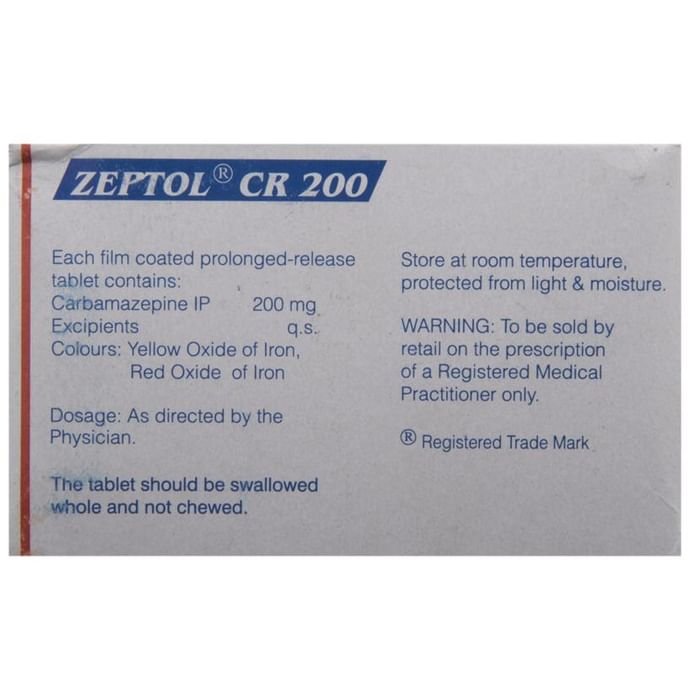 ZEPTOL® CR 200
Each film coated prolonged-release
tablet contains:
Carbamazepine IP 200 mg
Excipients q.s.
Colours: Yellow Oxide of Iron,
Red Oxide of Iron
Dosage: As directed by the
Physician.
The tablet should be swallowed
whole and not chewed.
Store at room temperature,
protected from light & moisture.
WARNING: To be sold by
retail on the prescription
of a Registered Medical
Practitioner only.
® Registered Trade Mark